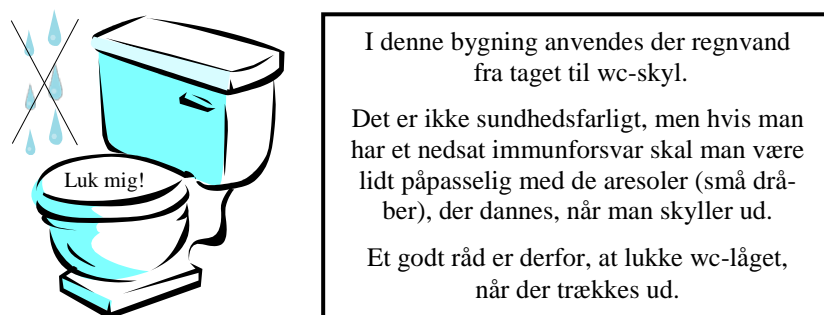 Luk mig!
I denne bygning anvendes der regnvand
fra taget til wc-skyl.
Det er ikke sundhedsfarligt, men hvis man
har et nedsat immunforsvar skal man være
lidt påpasselig med de aresoler (små drå-
ber), der dannes, når man skyller ud.
Et godt råd er derfor, at lukke wc-låget,
når der trækkes ud.